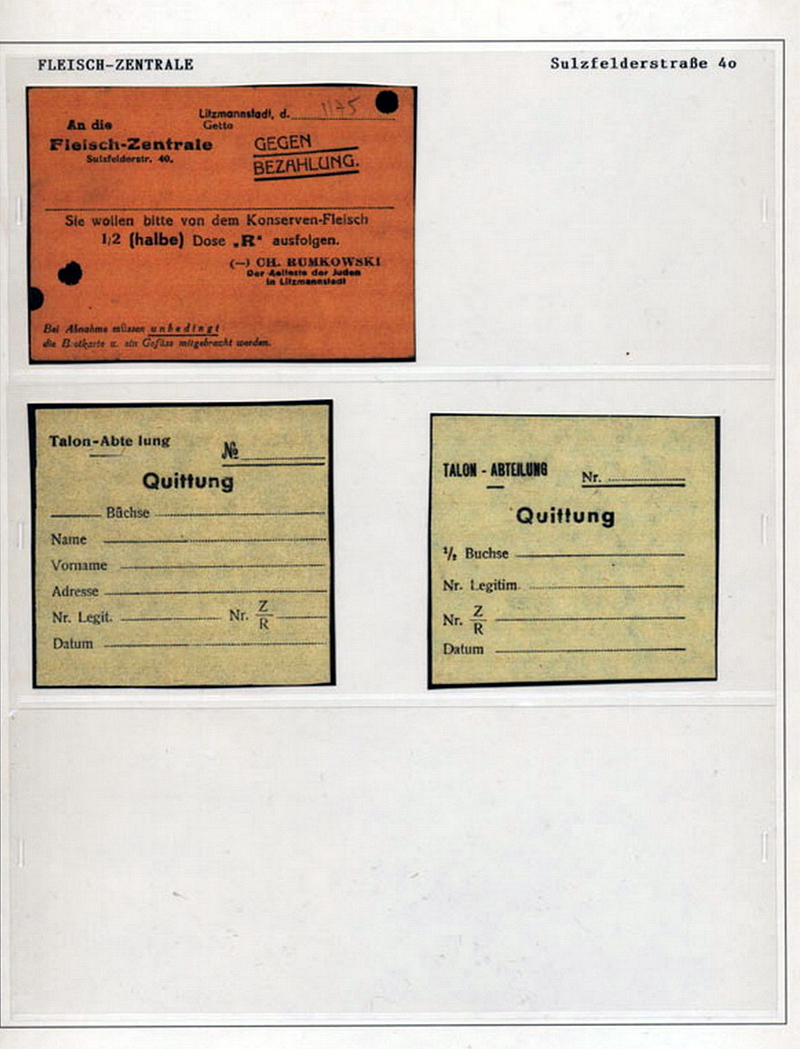 FLEISCH-ZENTRALE
Sulzfelderstraße 4o
Litzmannstadt, d. 1175
Getto
An die
Fleisch-Zentrale
Sulzfelderstr. 40.
GEGEN
BEZAHLUNG.
Sie wollen bitte von dem Konserven-Fleisch
1/2 (halbe) Dose „R“ ausfolgen.
(—) CH. RUMKOWSKI
Der Aelteste der Juden
in Litzmannstadt
Bei Abnahme müssen unbedingt
die Brotkarte u. ein Gefäss mitgebracht werden.
Talon-Abte lung
№
Quittung
Büchse
Name
Vorname
Adresse
Nr. Legit. Nr. Z/R
Datum
TALON - ABTEILUNG
Nr.
Quittung
1/2 Buchse
Nr. Legitim.
Nr. Z/R
Datum